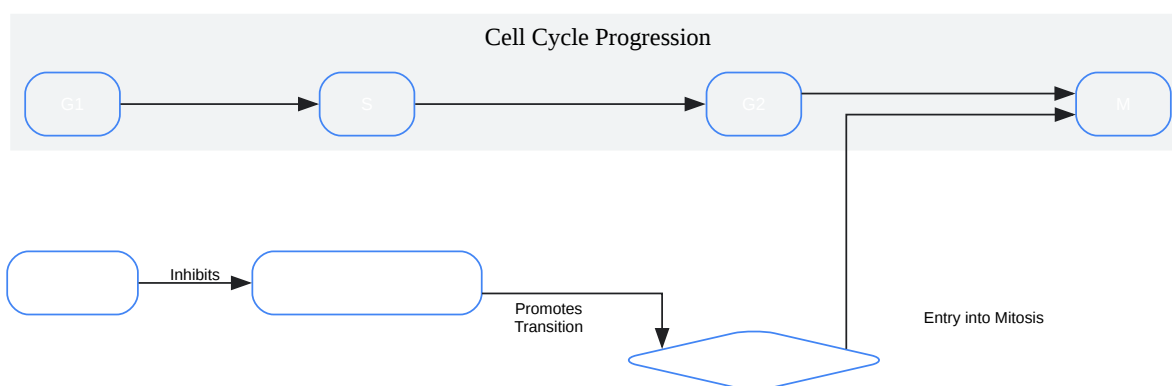 Cell Cycle Progression
G1
S
G2
M
Inhibits
Promotes
Transition
Entry into Mitosis